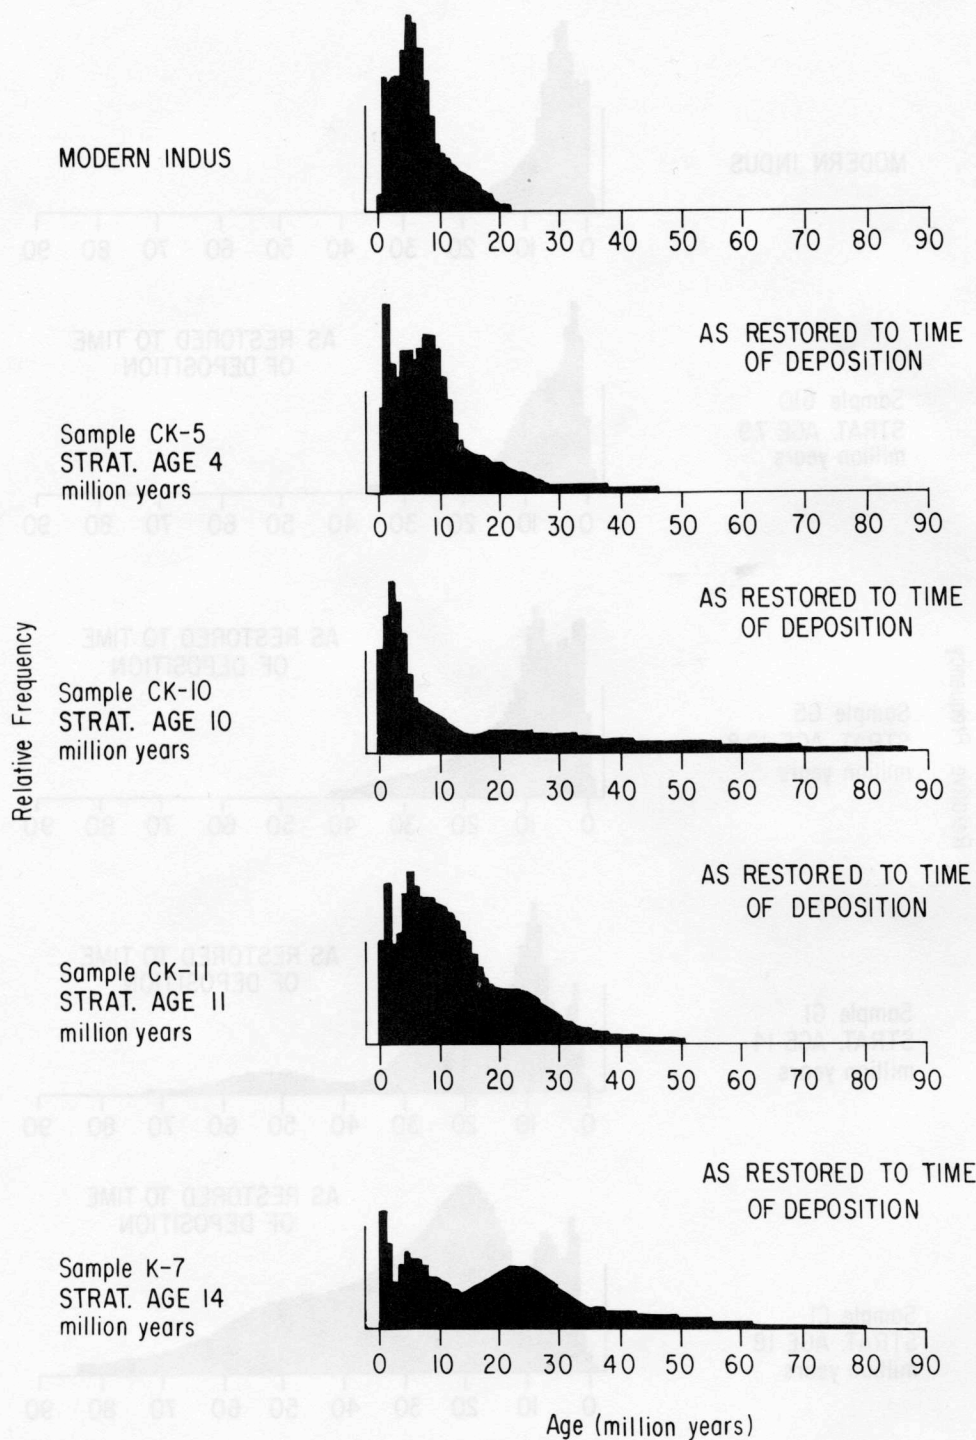 MODERN INDUS
0 10 20 30 40 50 60 70 80 90
AS RESTORED TO TIME
OF DEPOSITION
Sample CK-5
STRAT. AGE 4
million years
0 10 20 30 40 50 60 70 80 90
AS RESTORED TO TIME
OF DEPOSITION
Relative Frequency
Sample CK-10
STRAT. AGE 10
million years
0 10 20 30 40 50 60 70 80 90
AS RESTORED TO TIME
OF DEPOSITION
Sample CK-11
STRAT. AGE 11
million years
0 10 20 30 40 50 60 70 80 90
AS RESTORED TO TIME
OF DEPOSITION
Sample K-7
STRAT. AGE 14
million years
0 10 20 30 40 50 60 70 80 90
Age (million years)